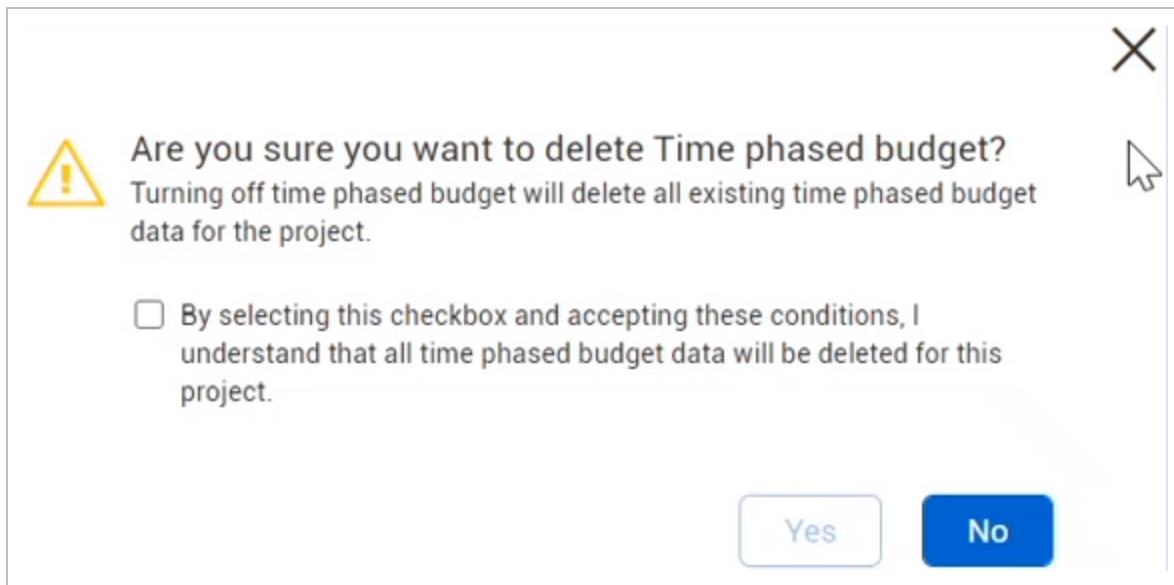 Are you sure you want to delete Time phased budget?
Turning off time phased budget will delete all existing time phased budget
data for the project.
By selecting this checkbox and accepting these conditions, I
understand that all time phased budget data will be deleted for this
project.
Yes
No